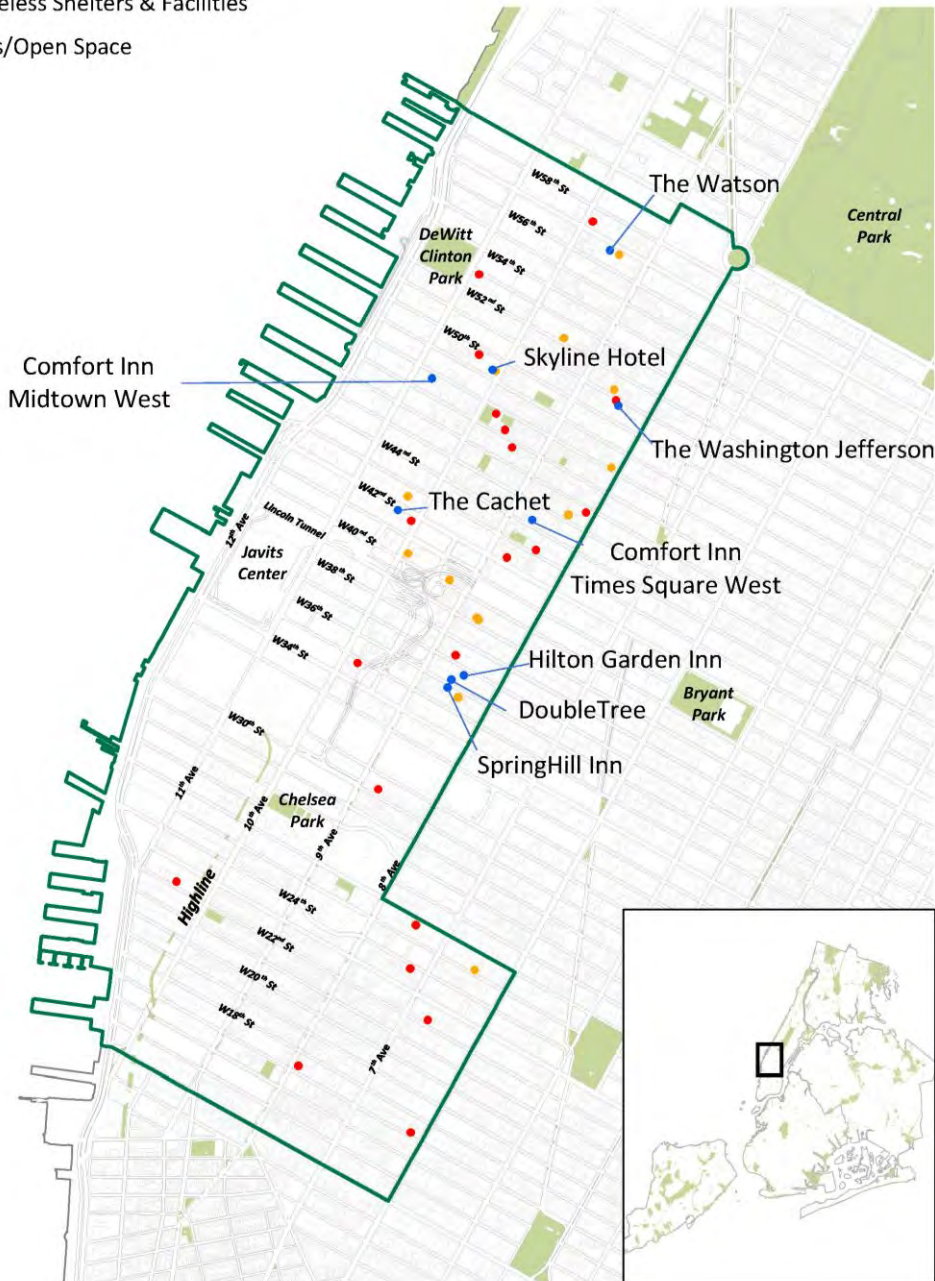 eless Shelters & Facilities
s/Open Space
W58th St
The Watson
W56th St
Central
Park
DeWitt
Clinton
Park
W54th St
W52nd St
W50th St
Skyline Hotel
Comfort Inn
Midtown West
The Washington Jefferson
W44th St
W42nd St
The Cachet
Lincoln Tunnel
W40th St
12th Ave
Javits
Center
Comfort Inn
Times Square West
W38th St
W36th St
W34th St
Hilton Garden Inn
DoubleTree
Bryant
Park
SpringHill Inn
W30th St
11th Ave
10th Ave
Chelsea
Park
9th Ave
8th Ave
Highline
W24th St
W22nd St
W20th St
W18th St
7th Ave